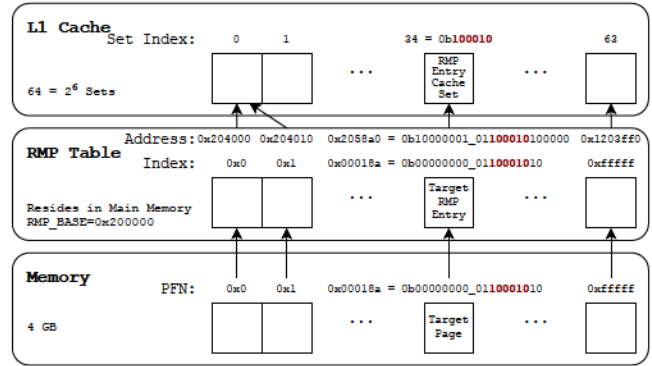 L1 Cache
Set Index: 0 1 34 = 0b100010 63
RMP
Entry
Cache
Set
... ...
64 = 2^6 Sets
Address: 0x204000 0x204010 0x2058a0 = 0b10000001_01100010100000 0x1203ff0
RMP Table
Index: 0x0 0x1 0x00018a = 0b00000000_0110001010 0xfffff
Target
RMP
Entry
... ...
Resides in Main Memory
RMP_BASE=0x200000
Memory
PFN: 0x0 0x1 0x00018a = 0b00000000_0110001010 0xfffff
Target
Page
... ...
4 GB